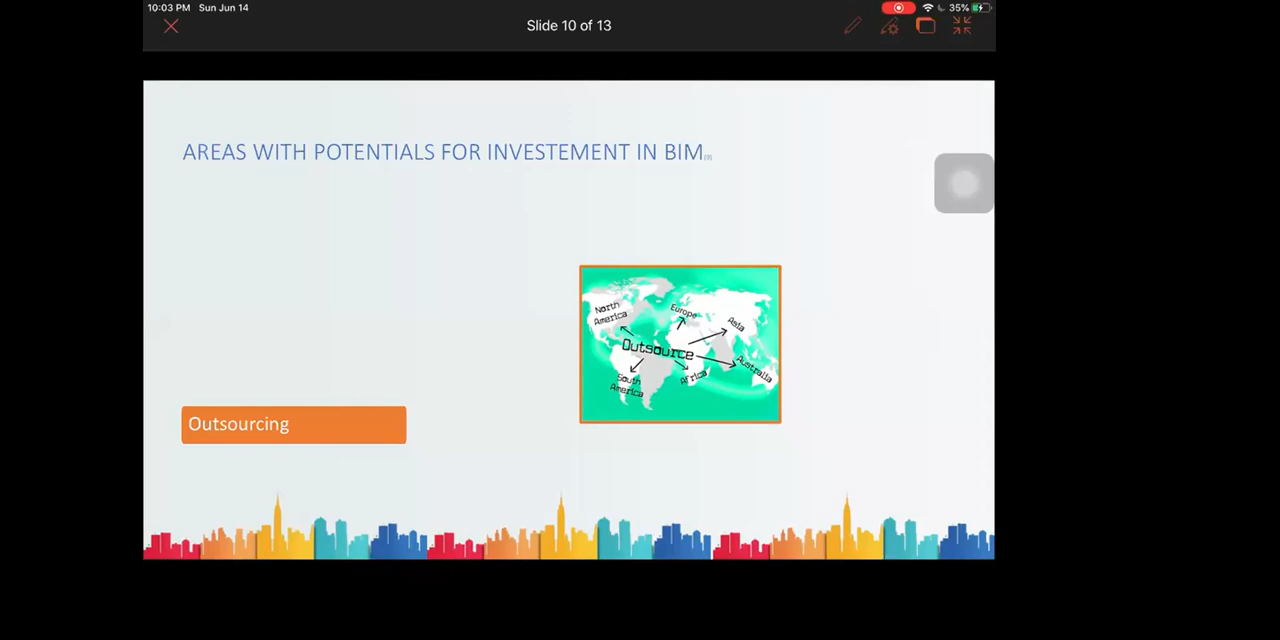 10:03 PM Sun Jun 14
35%
Slide 10 of 13
AREAS WITH POTENTIALS FOR INVESTEMENT IN BIM
North
America
Europe
Asia
Outsource
Australia
South
America
Africa
Outsourcing